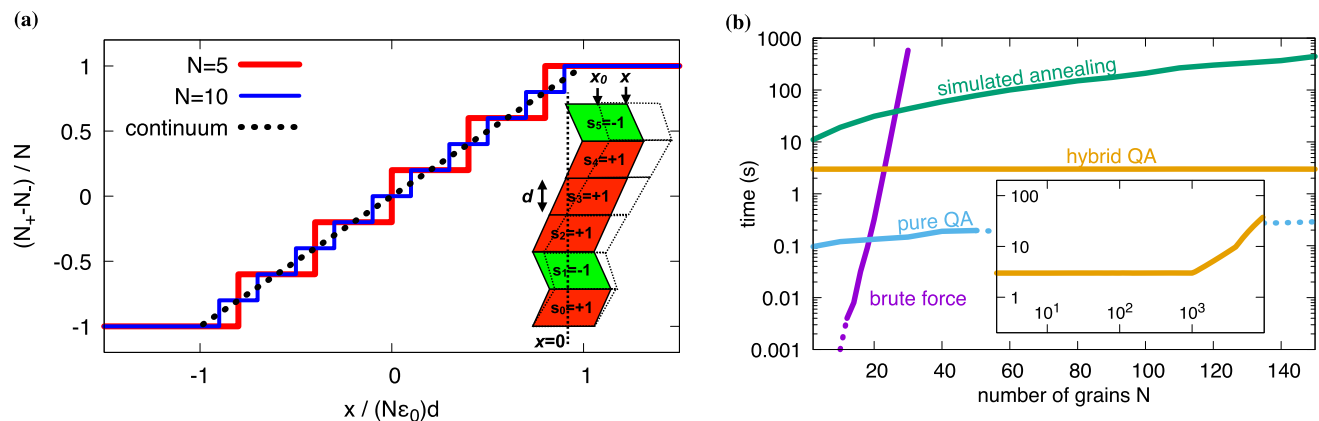 (a)
N=5
N=10
continuum
(N+-N-) / N
1
0.5
0
-0.5
-1
-1
0
1
x / (Nε0)d
x0
x
s5=-1
s4=+1
s3=+1
s2=+1
s1=-1
s0=+1
d
x=0
(b)
time (s)
1000
100
10
1
0.1
0.01
0.001
simulated annealing
hybrid QA
pure QA
brute force
100
10
1
10^1
10^2
10^3
20
40
60
80
100
120
140
number of grains N